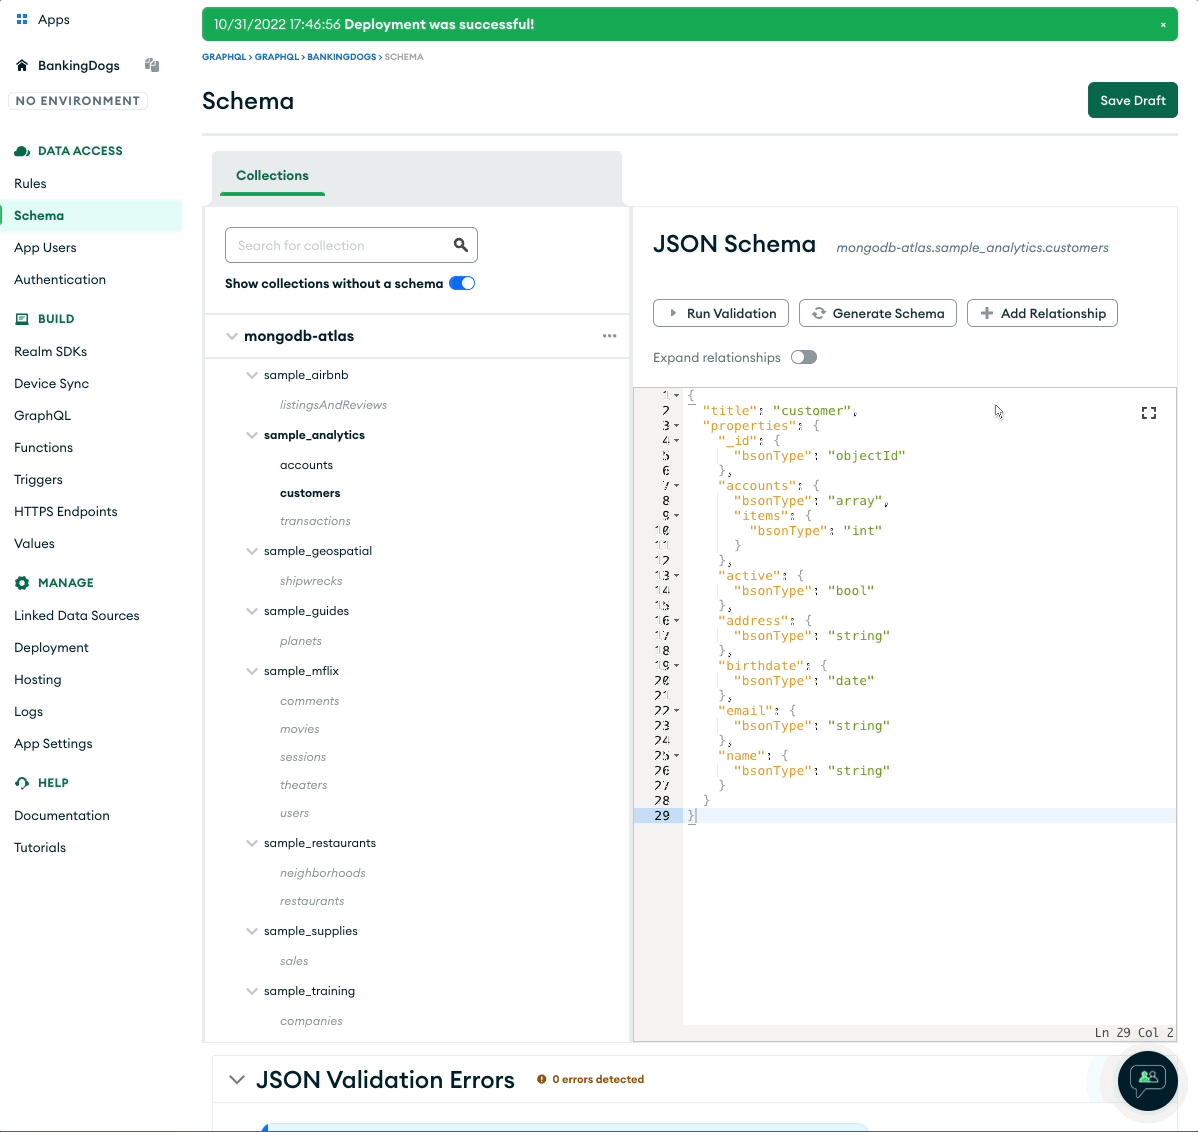 Apps
BankingDogs
NO ENVIRONMENT
DATA ACCESS
Rules
Schema
App Users
Authentication
BUILD
Realm SDKs
Device Sync
GraphQL
Functions
Triggers
HTTPS Endpoints
Values
MANAGE
Linked Data Sources
Deployment
Hosting
Logs
App Settings
HELP
Documentation
Tutorials
10/31/2022 17:46:56 Deployment was successful!
×
GRAPHQL > GRAPHQL > BANKINGDOGS > SCHEMA
Schema
Save Draft
Collections
Search for collection
Show collections without a schema
mongodb-atlas
sample_airbnb
listingsAndReviews
sample_analytics
accounts
customers
transactions
sample_geospatial
shipwrecks
sample_guides
planets
sample_mflix
comments
movies
sessions
theaters
users
sample_restaurants
neighborhoods
restaurants
sample_supplies
sales
sample_training
companies
JSON Schema mongodb-atlas.sample_analytics.customers
Run Validation
Generate Schema
Add Relationship
Expand relationships
1 {
2 "title": "customer",
3 "properties": {
4 "_id": {
5 "bsonType": "objectId"
6 },
7 "accounts": {
8 "bsonType": "array",
9 "items": {
10 "bsonType": "int"
11 }
12 },
13 "active": {
14 "bsonType": "bool"
15 },
16 "address": {
17 "bsonType": "string"
18 },
19 "birthdate": {
20 "bsonType": "date"
21 },
22 "email": {
23 "bsonType": "string"
24 },
25 "name": {
26 "bsonType": "string"
27 }
28 }
29 }
Ln 29 Col 2
JSON Validation Errors
0 errors detected